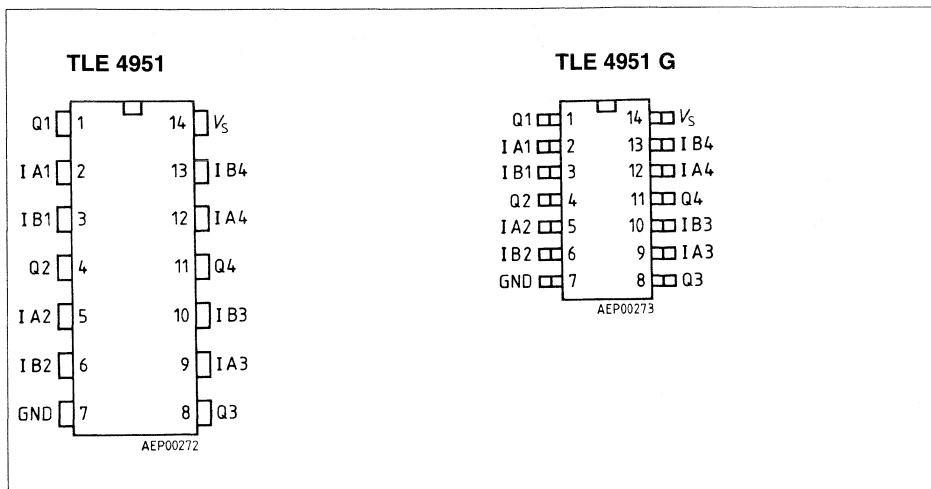 TLE 4951
Q1 1 14 VS
IA1 2 13 IB4
IB1 3 12 IA4
Q2 4 11 Q4
IA2 5 10 IB3
IB2 6 9 IA3
GND 7 8 Q3
AEP00272
TLE 4951 G
Q1 1 14 VS
IA1 2 13 IB4
IB1 3 12 IA4
Q2 4 11 Q4
IA2 5 10 IB3
IB2 6 9 IA3
GND 7 8 Q3
AEP00273